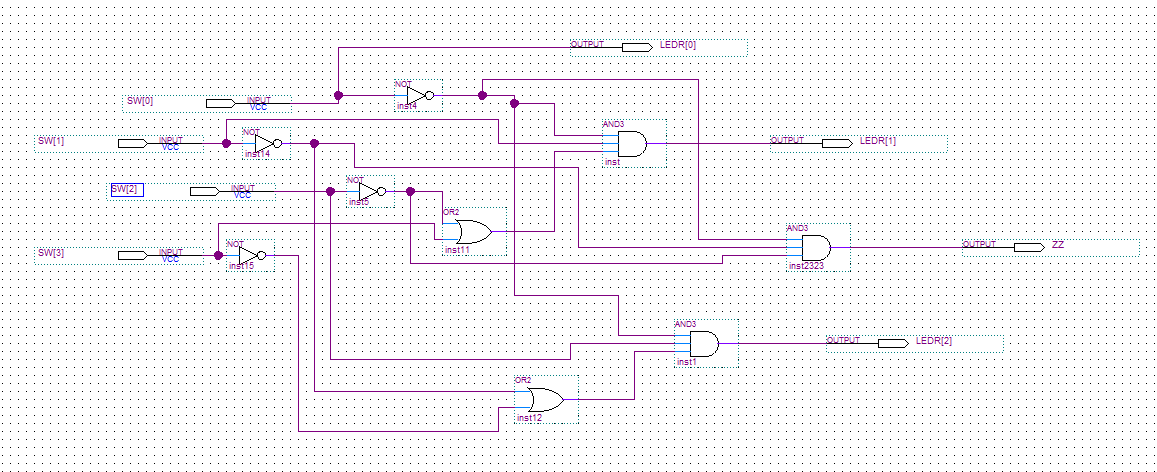 OUTPUT LEDR[0]
NOT
inst4
SW[0] INPUT VCC
AND3
inst
SW[1] INPUT VCC
NOT
inst14
OUTPUT LEDR[1]
NOT
inst5
SW[2] INPUT VCC
OR2
inst11
AND3
inst2323
OUTPUT ZZ
SW[3] INPUT VCC
NOT
inst15
AND3
inst1
OUTPUT LEDR[2]
OR2
inst12